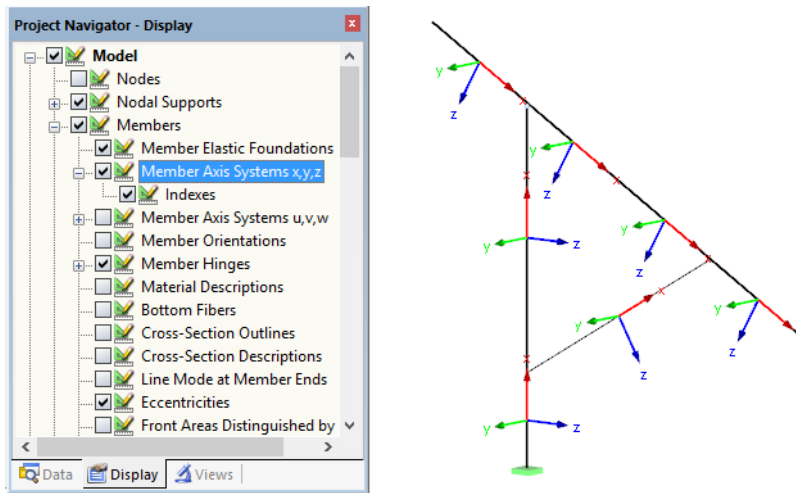 Project Navigator - Display
x
Model
Nodes
Nodal Supports
Members
Member Elastic Foundations
Member Axis Systems x,y,z
Indexes
Member Axis Systems u,v,w
Member Orientations
Member Hinges
Material Descriptions
Bottom Fibers
Cross-Section Outlines
Cross-Section Descriptions
Line Mode at Member Ends
Eccentricities
Front Areas Distinguished by
Data Display Views
y
z
x
y
z
x
x
y
z
y
z
x
x
y
z
y
z
x
y
z